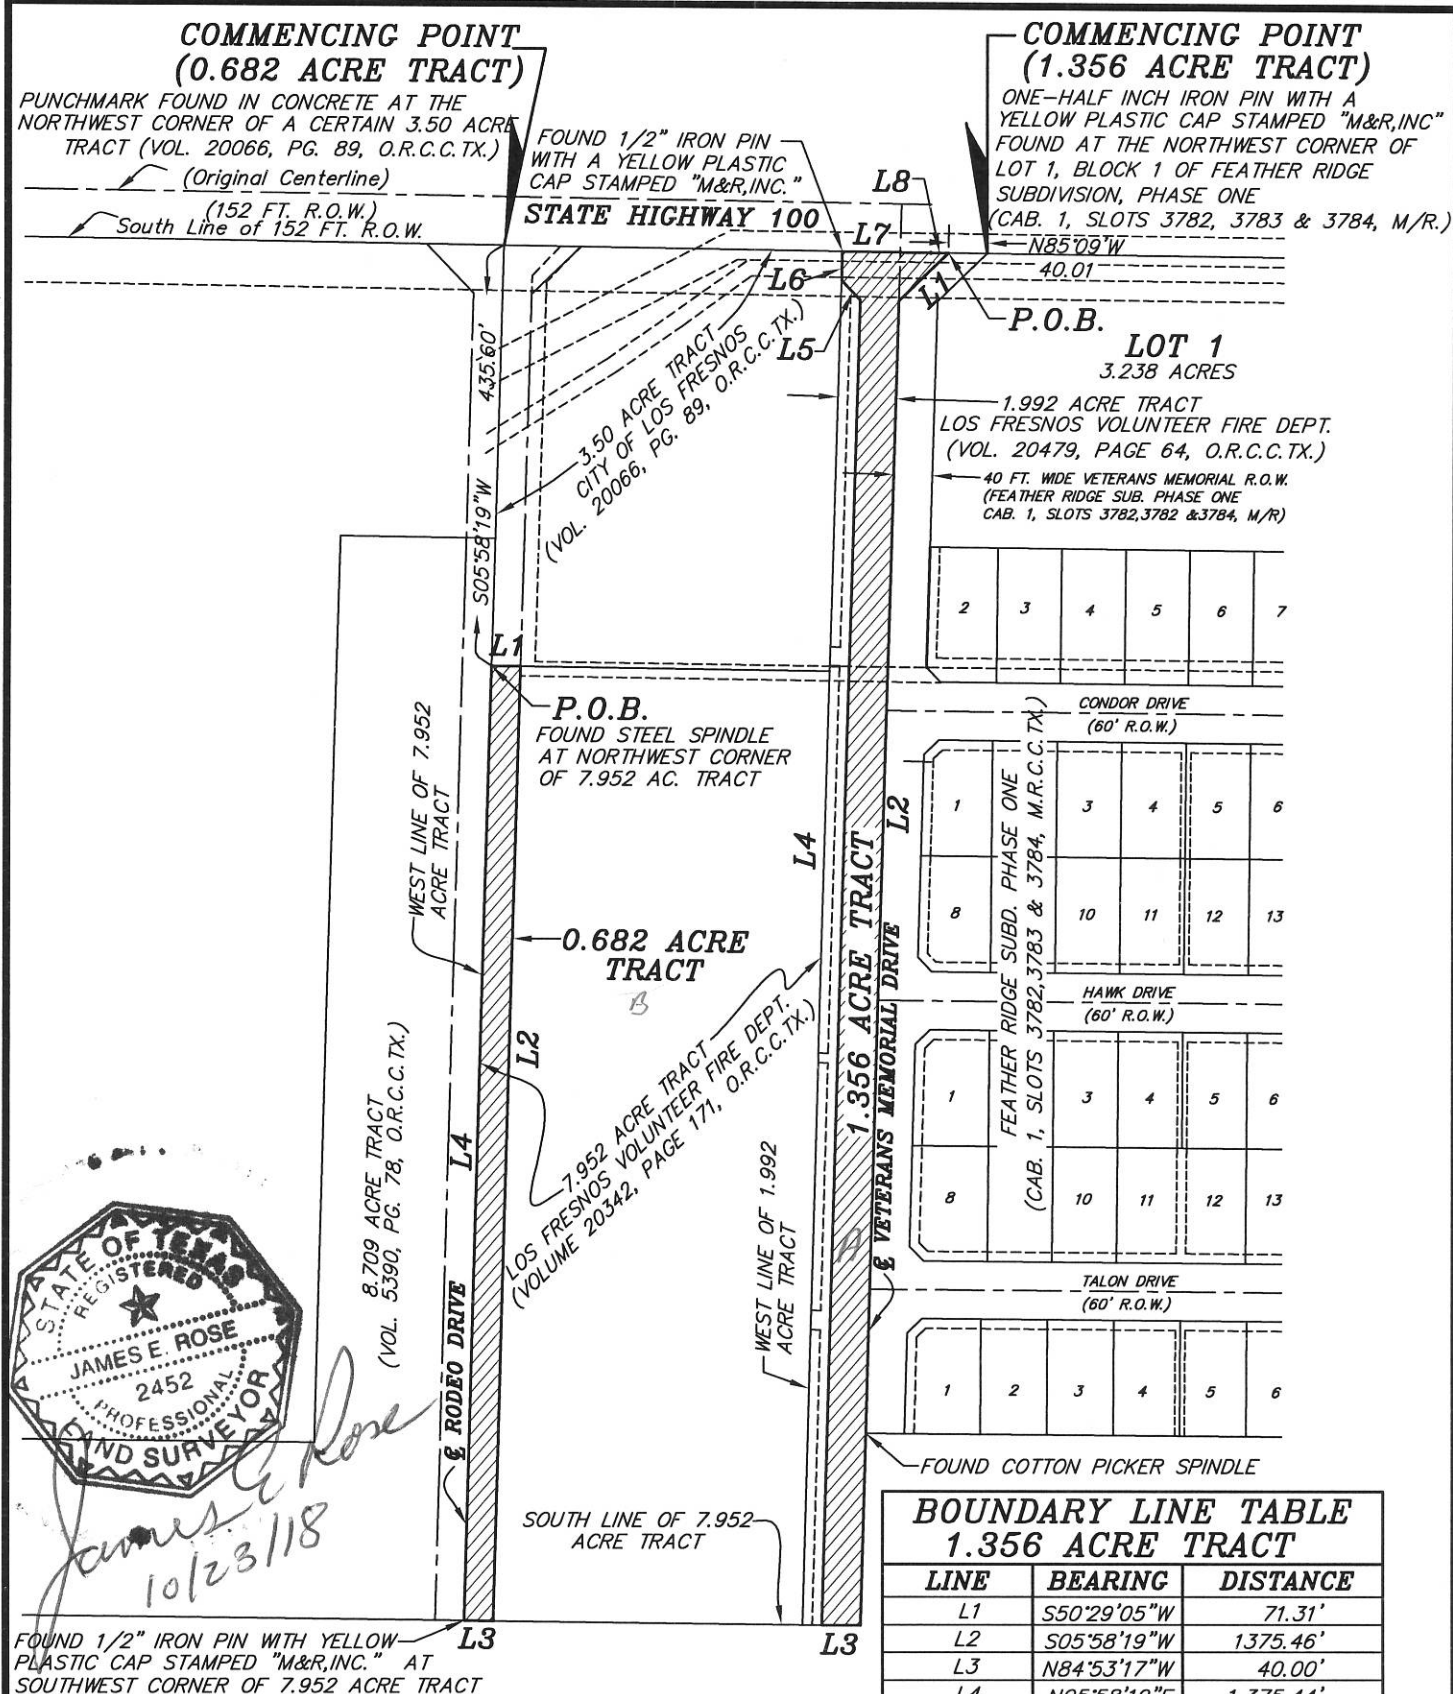 COMMENCING POINT
(0.682 ACRE TRACT)
PUNCHMARK FOUND IN CONCRETE AT THE
NORTHWEST CORNER OF A CERTAIN 3.50 ACRE
TRACT (VOL. 20066, PG. 89, O.R.C.C.TX.)
(Original Centerline)
(152 FT. R.O.W.)
South Line of 152 FT. R.O.W.
FOUND 1/2" IRON PIN
WITH A YELLOW PLASTIC
CAP STAMPED "M&R,INC."
STATE HIGHWAY 100
COMMENCING POINT
(1.356 ACRE TRACT)
ONE-HALF INCH IRON PIN WITH A
YELLOW PLASTIC CAP STAMPED "M&R,INC"
FOUND AT THE NORTHWEST CORNER OF
LOT 1, BLOCK 1 OF FEATHER RIDGE
SUBDIVISION, PHASE ONE
(CAB. 1, SLOTS 3782, 3783 & 3784, M/R.)
L8
L7
N85°09'W
40.01
L6
L1
L5
P.O.B.
LOT 1
3.238 ACRES
1.992 ACRE TRACT
LOS FRESNOS VOLUNTEER FIRE DEPT.
(VOL. 20479, PAGE 64, O.R.C.C.TX.)
40 FT. WIDE VETERANS MEMORIAL R.O.W.
(FEATHER RIDGE SUB. PHASE ONE
CAB. 1, SLOTS 3782,3782 &3784, M/R)
435.60'
S05°58'19"W
3.50 ACRE TRACT
CITY OF LOS FRESNOS
(VOL. 20066, PG. 89, O.R.C.C.TX.)
2 3 4 5 6 7
L1
P.O.B.
FOUND STEEL SPINDLE
AT NORTHWEST CORNER
OF 7.952 AC. TRACT
CONDOR DRIVE
(60' R.O.W.)
WEST LINE OF 7.952
ACRE TRACT
L4
L2
1.356 ACRE TRACT
1 3 4 5 6
8 10 11 12 13
FEATHER RIDGE SUBD. PHASE ONE
(CAB. 1, SLOTS 3782,3783 & 3784, M.R.C.C.TX.)
0.682 ACRE
TRACT
B
HAWK DRIVE
(60' R.O.W.)
L2
L4
8.709 ACRE TRACT
(VOL. 5390, PG. 78, O.R.C.C.TX.)
7.952 ACRE TRACT
LOS FRESNOS VOLUNTEER FIRE DEPT.
(VOLUME 20342, PAGE 171, O.R.C.C.TX.)
WEST LINE OF 1.992
ACRE TRACT
A
℄ VETERANS MEMORIAL DRIVE
1 3 4 5 6
8 10 11 12 13
TALON DRIVE
(60' R.O.W.)
1 2 3 4 5 6
℄ RODEO DRIVE
STATE OF TEXAS
REGISTERED
JAMES E. ROSE
2452
PROFESSIONAL
LAND SURVEYOR
James E Rose
10/23/18
FOUND COTTON PICKER SPINDLE
SOUTH LINE OF 7.952
ACRE TRACT
L3
L3
FOUND 1/2" IRON PIN WITH YELLOW
PLASTIC CAP STAMPED "M&R,INC." AT
SOUTHWEST CORNER OF 7.952 ACRE TRACT
BOUNDARY LINE TABLE
1.356 ACRE TRACT
LINE BEARING DISTANCE
L1 S50°29'05"W 71.31'
L2 S05°58'19"W 1375.46'
L3 N84°53'17"W 40.00'
L4 N05°58'19"E 1,375.44'